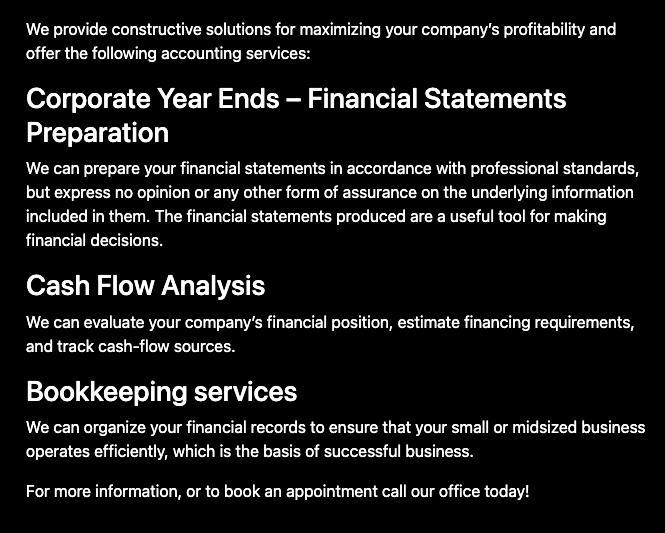 We provide constructive solutions for maximizing your company’s profitability and
offer the following accounting services:
Corporate Year Ends – Financial Statements
Preparation
We can prepare your financial statements in accordance with professional standards,
but express no opinion or any other form of assurance on the underlying information
included in them. The financial statements produced are a useful tool for making
financial decisions.
Cash Flow Analysis
We can evaluate your company’s financial position, estimate financing requirements,
and track cash-flow sources.
Bookkeeping services
We can organize your financial records to ensure that your small or midsized business
operates efficiently, which is the basis of successful business.
For more information, or to book an appointment call our office today!